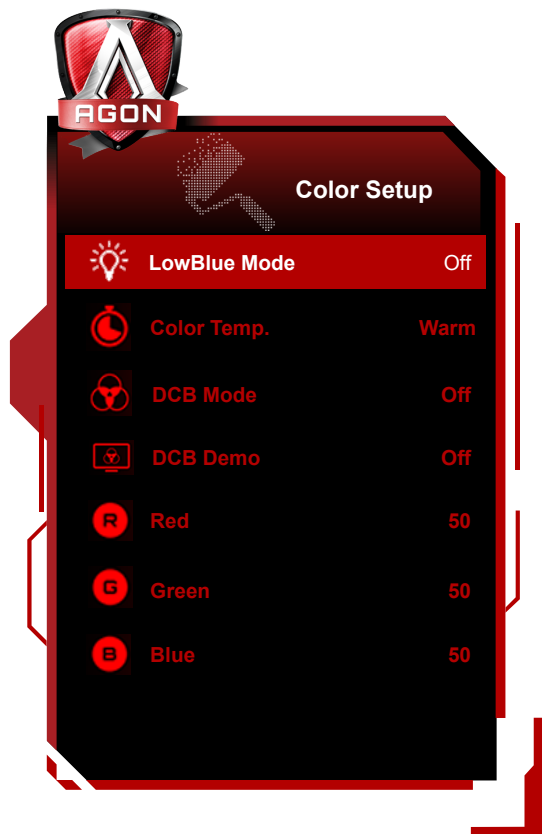 AGON
Color Setup
LowBlue Mode Off
Color Temp. Warm
DCB Mode Off
DCB Demo Off
R Red 50
G Green 50
B Blue 50